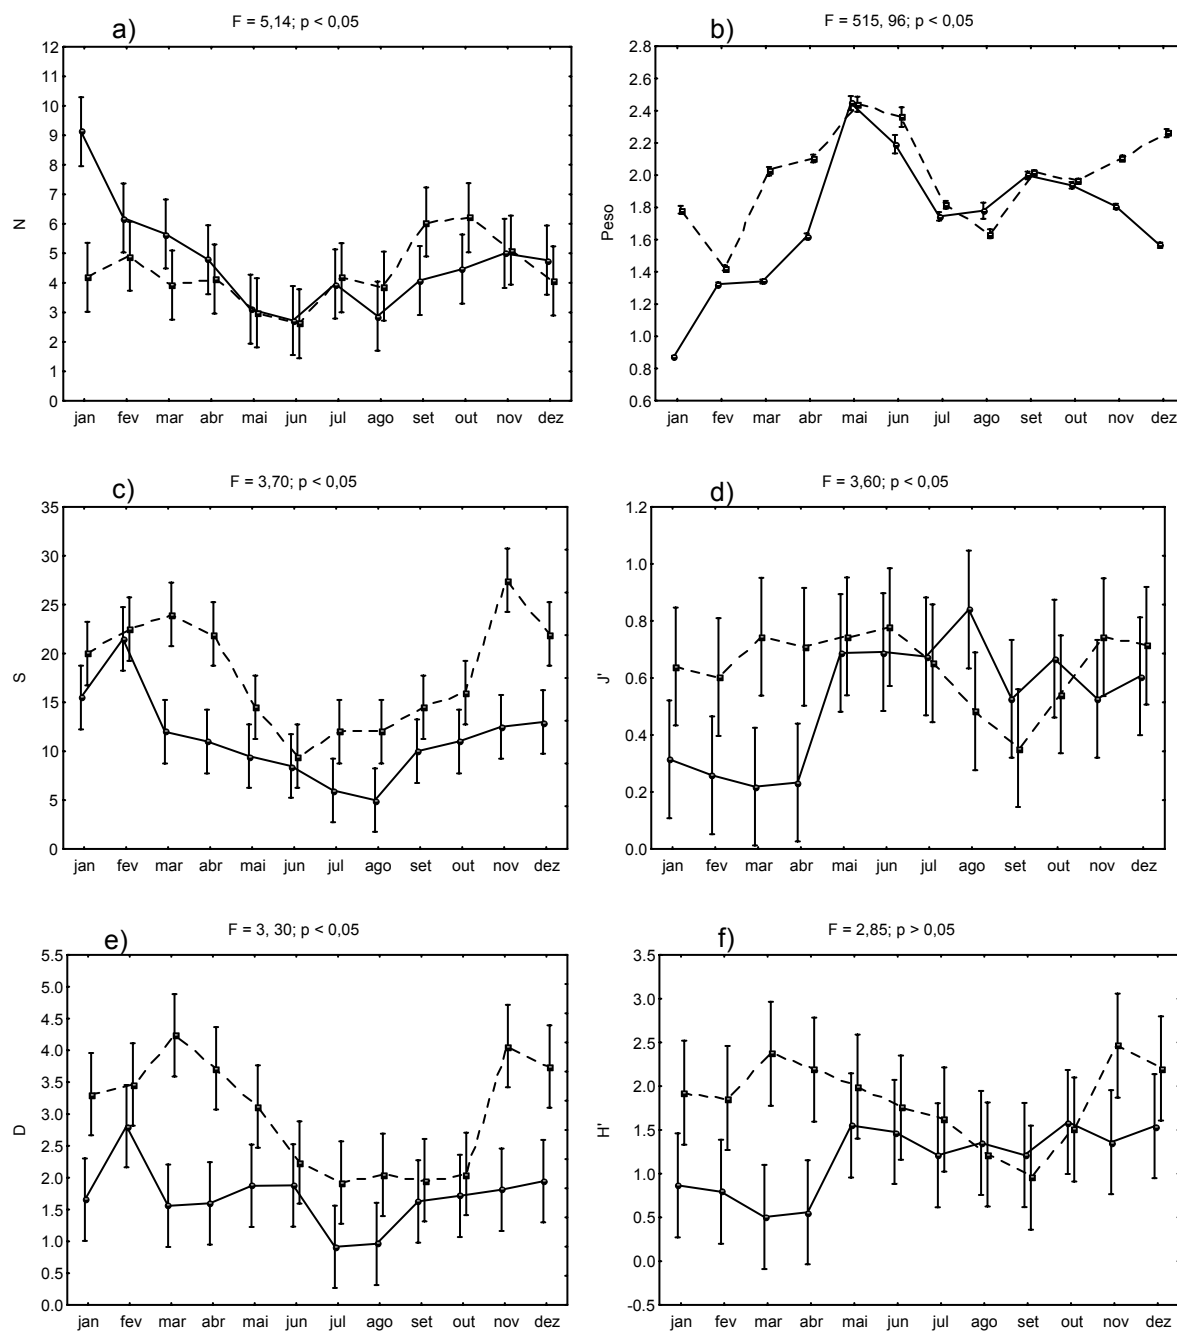 a)
F = 5,14; p < 0,05
12
11
10
9
8
7
6
5
4
3
2
1
0
N
jan fev mar abr mai jun jul ago set out nov dez
b)
F = 515, 96; p < 0,05
2.8
2.6
2.4
2.2
2.0
1.8
1.6
1.4
1.2
1.0
0.8
0.6
Peso
jan fev mar abr mai jun jul ago set out nov dez
c)
F = 3,70; p < 0,05
35
30
25
20
15
10
5
0
S
jan fev mar abr mai jun jul ago set out nov dez
d)
F = 3,60; p < 0,05
1.2
1.0
0.8
0.6
0.4
0.2
0.0
J'
jan fev mar abr mai jun jul ago set out nov dez
e)
F = 3, 30; p < 0,05
5.5
5.0
4.5
4.0
3.5
3.0
2.5
2.0
1.5
1.0
0.5
0.0
D
jan fev mar abr mai jun jul ago set out nov dez
f)
F = 2,85; p > 0,05
3.5
3.0
2.5
2.0
1.5
1.0
0.5
0.0
-0.5
H'
jan fev mar abr mai jun jul ago set out nov dez